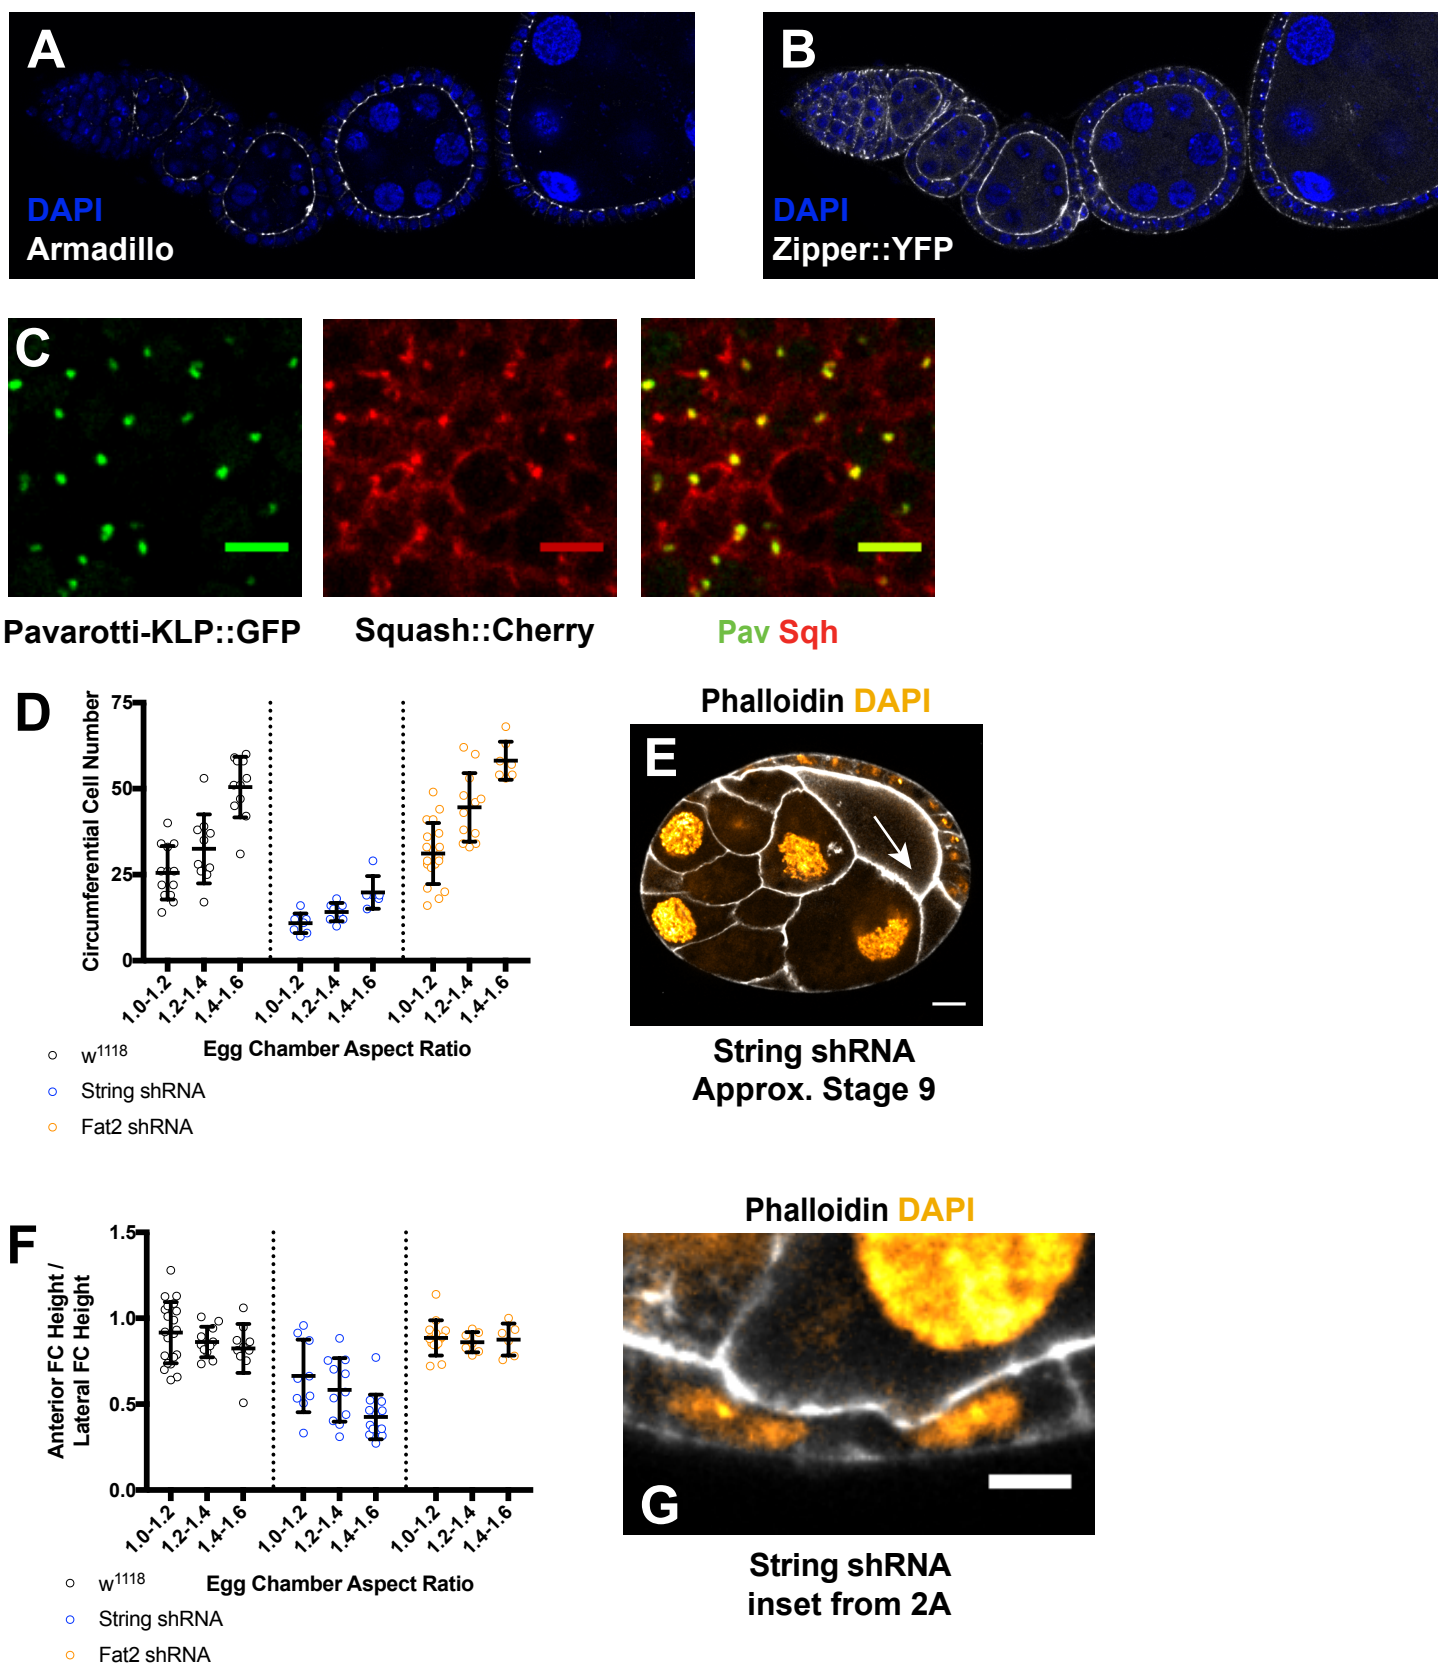 A
DAPI
Armadillo
B
DAPI
Zipper::YFP
C
Pavarotti-KLP::GFP
Squash::Cherry
Pav Sqh
D
Circumferential Cell Number
75
50
25
0
1.0-1.2
1.2-1.4
1.4-1.6
1.0-1.2
1.2-1.4
1.4-1.6
1.0-1.2
1.2-1.4
1.4-1.6
Egg Chamber Aspect Ratio
w1118
String shRNA
Fat2 shRNA
Phalloidin DAPI
E
String shRNA
Approx. Stage 9
F
Anterior FC Height /
Lateral FC Height
1.5
1.0
0.5
0.0
1.0-1.2
1.2-1.4
1.4-1.6
1.0-1.2
1.2-1.4
1.4-1.6
1.0-1.2
1.2-1.4
1.4-1.6
Egg Chamber Aspect Ratio
w1118
String shRNA
Fat2 shRNA
Phalloidin DAPI
G
String shRNA
inset from 2A